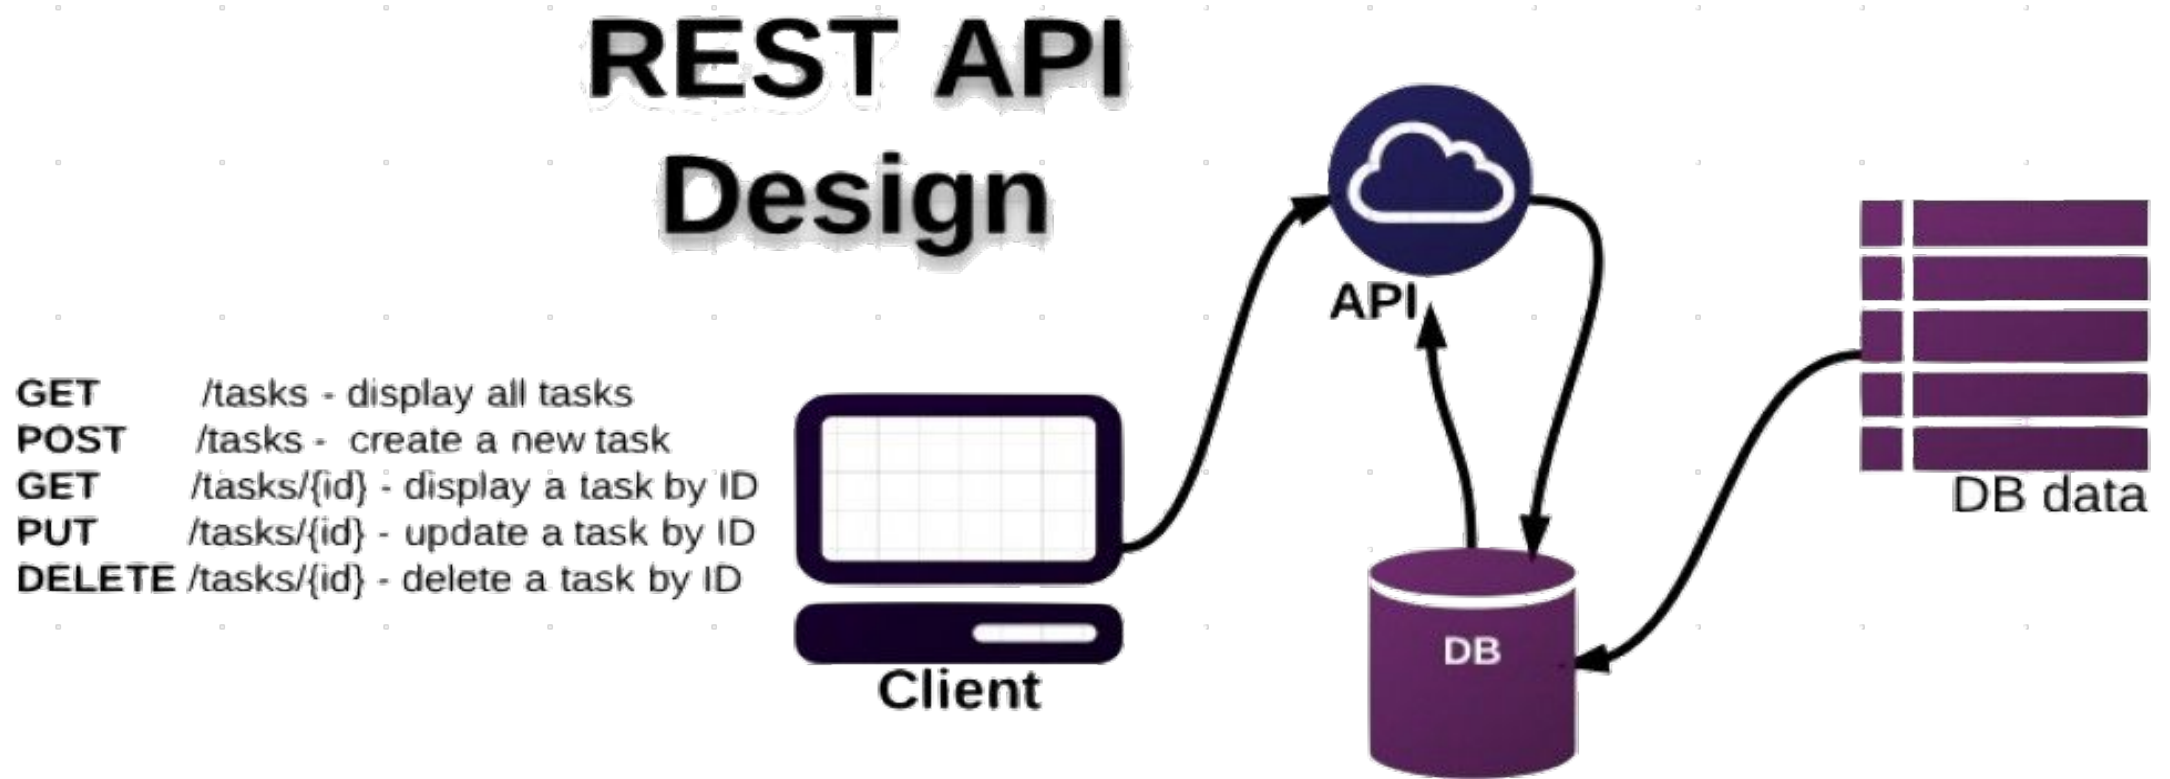 REST API
Design
GET /tasks - display all tasks
POST /tasks - create a new task
GET /tasks/{id} - display a task by ID
PUT /tasks/{id} - update a task by ID
DELETE /tasks/{id} - delete a task by ID
Client
API
DB
DB data